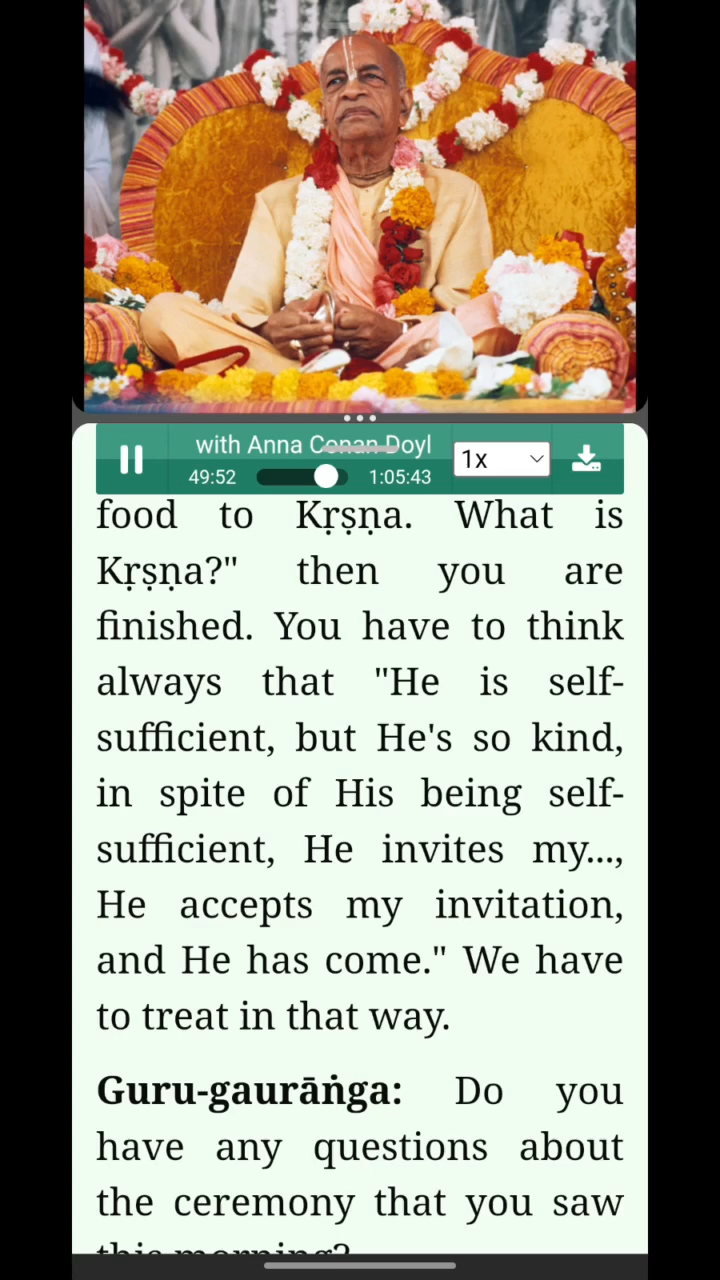 with Anna Conan Doyl
49:52
1:05:43
1x
food to Kṛṣṇa. What is
Kṛṣṇa?" then you are
finished. You have to think
always that "He is self-
sufficient, but He's so kind,
in spite of His being self-
sufficient, He invites my...,
He accepts my invitation,
and He has come." We have
to treat in that way.
Guru-gaurāṅga: Do you
have any questions about
the ceremony that you saw
this morning?